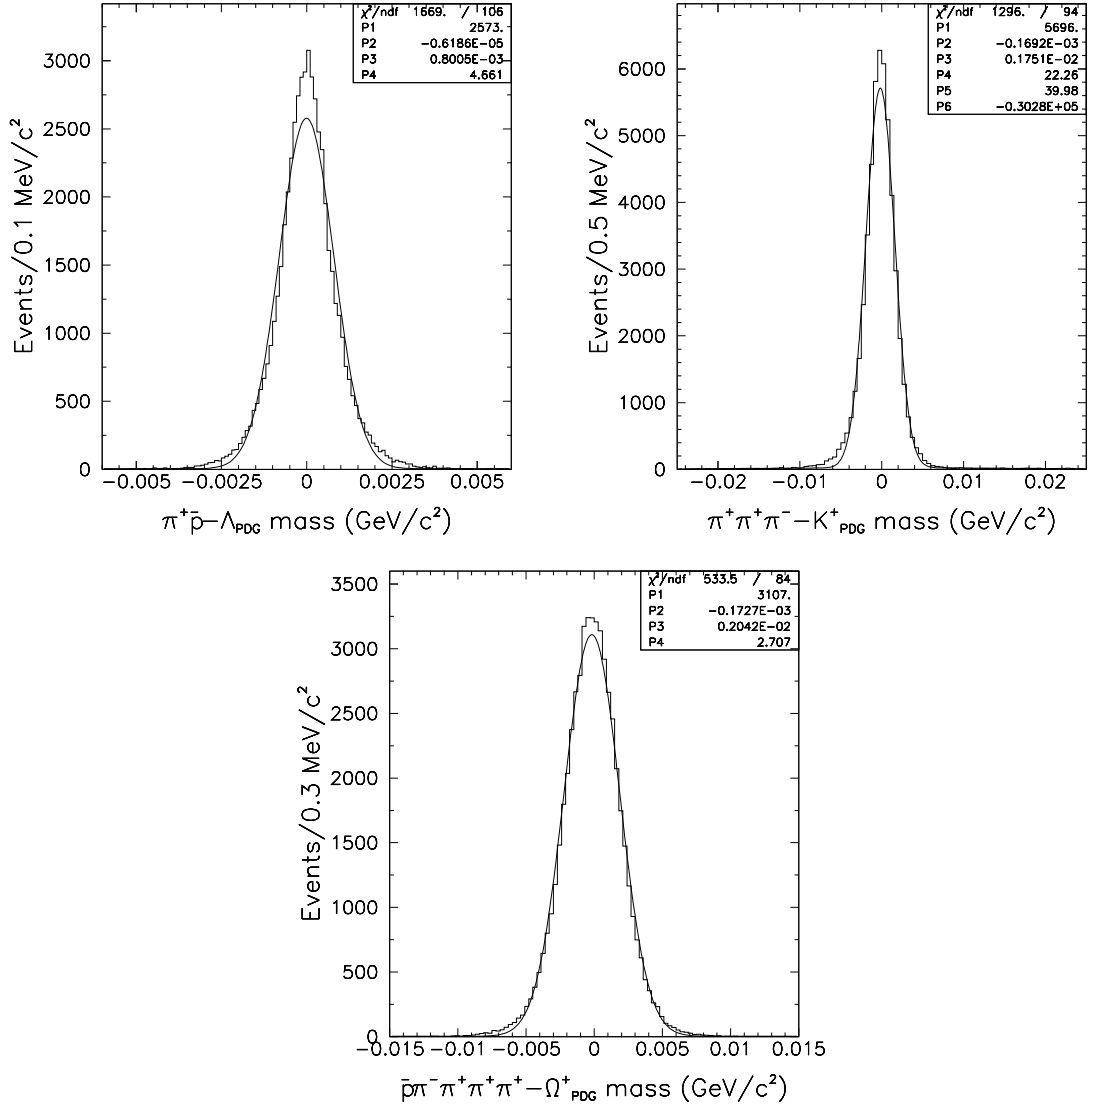 χ²/ndf 1669. / 106
P1 2573.
P2 −0.6186E−05
P3 0.8005E−03
P4 4.661
Events/0.1 MeV/c²
3000
2500
2000
1500
1000
500
0
−0.005 −0.0025 0 0.0025 0.005
π⁺p̄−Λ_PDG mass (GeV/c²)
χ²/ndf 1296. / 94
P1 5696.
P2 −0.1692E−03
P3 0.1751E−02
P4 22.26
P5 39.98
P6 −0.3028E+05
Events/0.5 MeV/c²
6000
5000
4000
3000
2000
1000
0
−0.02 −0.01 0 0.01 0.02
π⁺π⁺π⁻−K⁺_PDG mass (GeV/c²)
χ²/ndf 533.5 / 84
P1 3107.
P2 −0.1727E−03
P3 0.2042E−02
P4 2.707
Events/0.3 MeV/c²
3500
3000
2500
2000
1500
1000
500
0
−0.015 −0.01 −0.005 0 0.005 0.01 0.015
p̄π⁻π⁺π⁺π⁺−Ω⁺_PDG mass (GeV/c²)